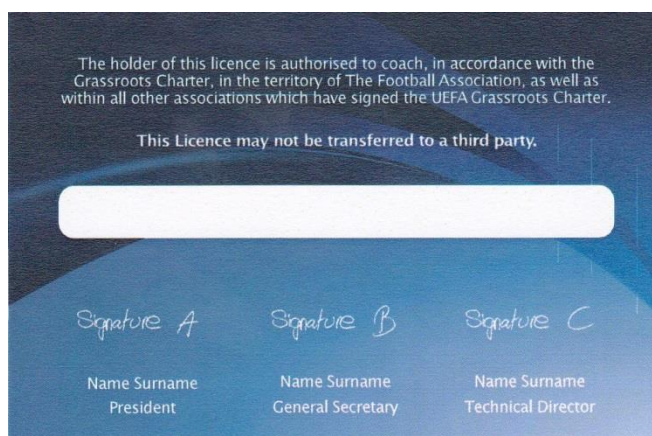 The holder of this licence is authorised to coach, in accordance with the
Grassroots Charter, in the territory of The Football Association, as well as
within all other associations which have signed the UEFA Grassroots Charter.
This Licence may not be transferred to a third party.
Signature A Signature B Signature C
Name Surname Name Surname Name Surname
President General Secretary Technical Director